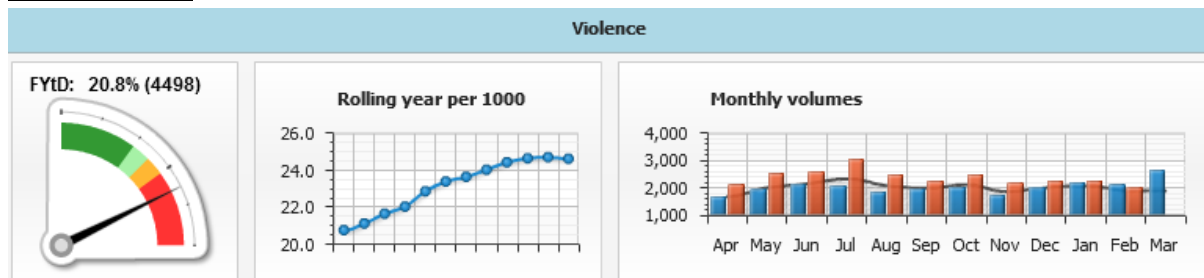 Violence
FYtD: 20.8% (4498)
Rolling year per 1000
26.0
24.0
22.0
20.0
Monthly volumes
4,000
3,000
2,000
1,000
Apr May Jun Jul Aug Sep Oct Nov Dec Jan Feb Mar